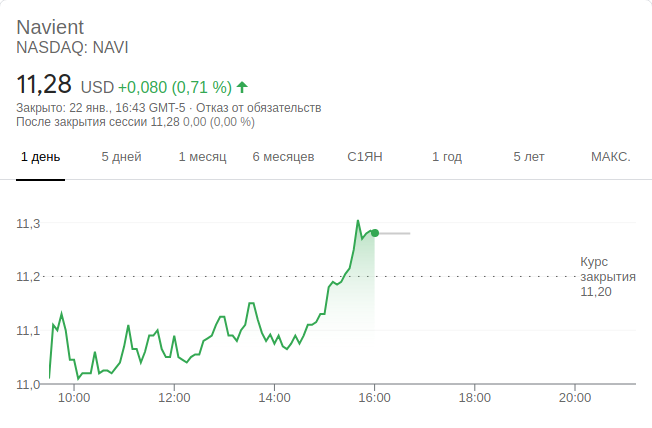 Navient
NASDAQ: NAVI
11,28 USD +0,080 (0,71 %)
Закрыто: 22 янв., 16:43 GMT-5 · Отказ от обязательств
После закрытия сессии 11,28 0,00 (0,00 %)
1 день 5 дней 1 месяц 6 месяцев С1ЯН 1 год 5 лет МАКС.
11,3
11,2
11,1
11,0
Курс
закрытия
11,20
10:00 12:00 14:00 16:00 18:00 20:00